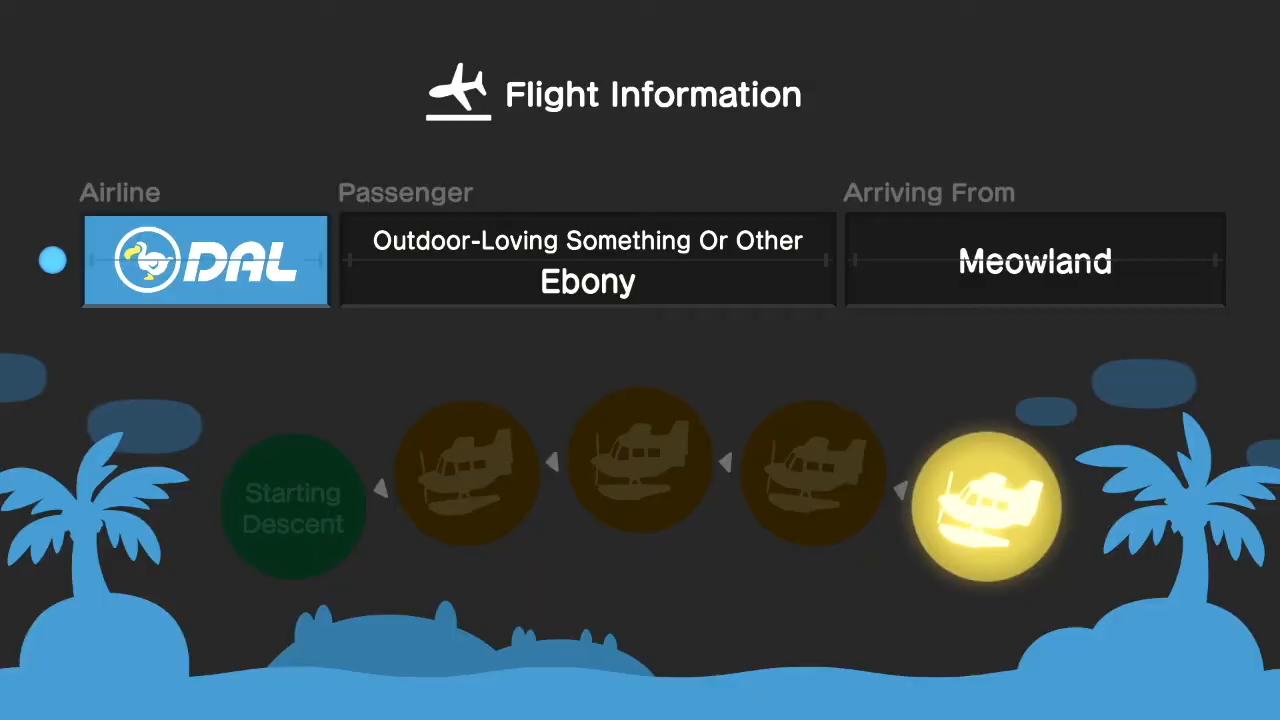 Flight Information
Airline
Passenger
Arriving From
DAL
Outdoor-Loving Something Or Other
Ebony
Meowland
Starting
Descent